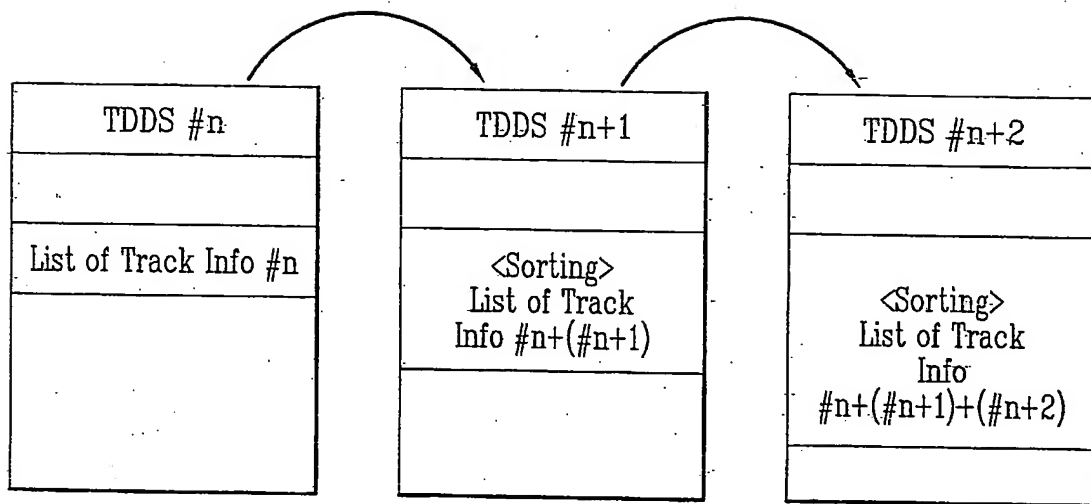 TDDS #n
List of Track Info #n
TDDS #n+1
<Sorting>
List of Track
Info #n+(#n+1)
TDDS #n+2
<Sorting>
List of Track
Info
#n+(#n+1)+(#n+2)